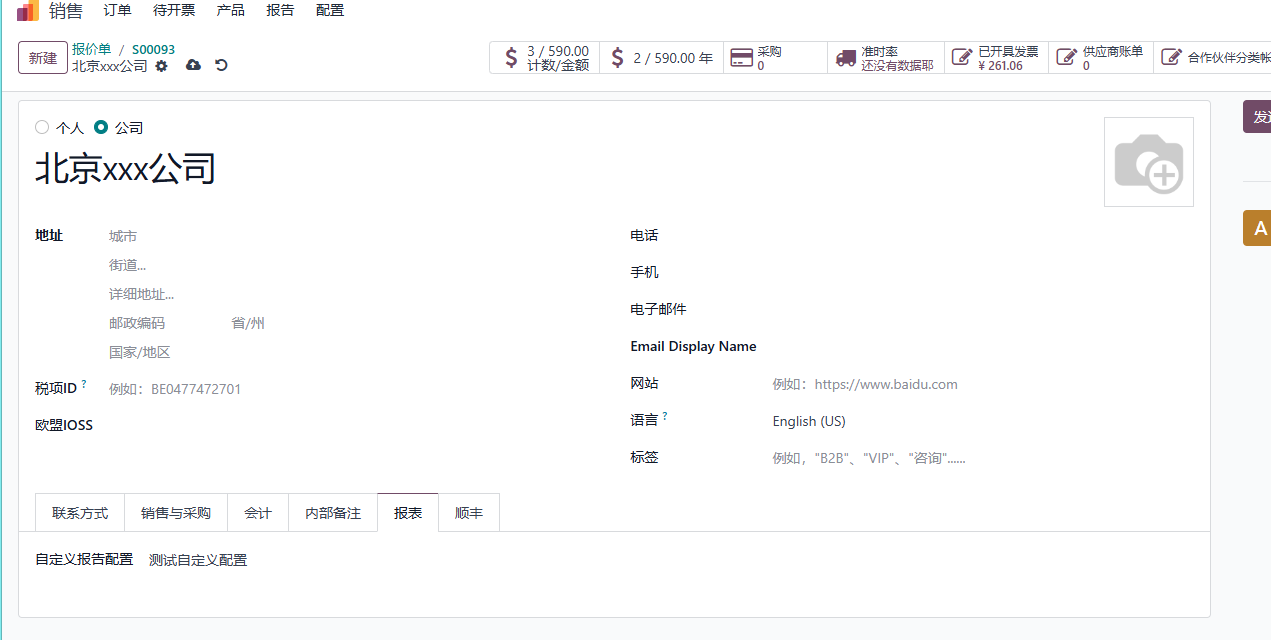 销售 订单 待开票 产品 报告 配置
新建 报价单 / S00093
北京xxx公司
3 / 590.00
计数/金额
2 / 590.00 年
采购
0
准时率
还没有数据耶
已开具发票
¥ 261.06
供应商账单
0
合作伙伴分类帐
个人 公司
发送
北京xxx公司
A
地址 城市
街道...
详细地址...
邮政编码 省/州
国家/地区
税项ID ? 例如：BE0477472701
欧盟IOSS
电话
手机
电子邮件
Email Display Name
网站 例如：https://www.baidu.com
语言 ? English (US)
标签 例如，"B2B"、"VIP"、"咨询"......
联系方式 销售与采购 会计 内部备注 报表 顺丰
自定义报告配置 测试自定义配置